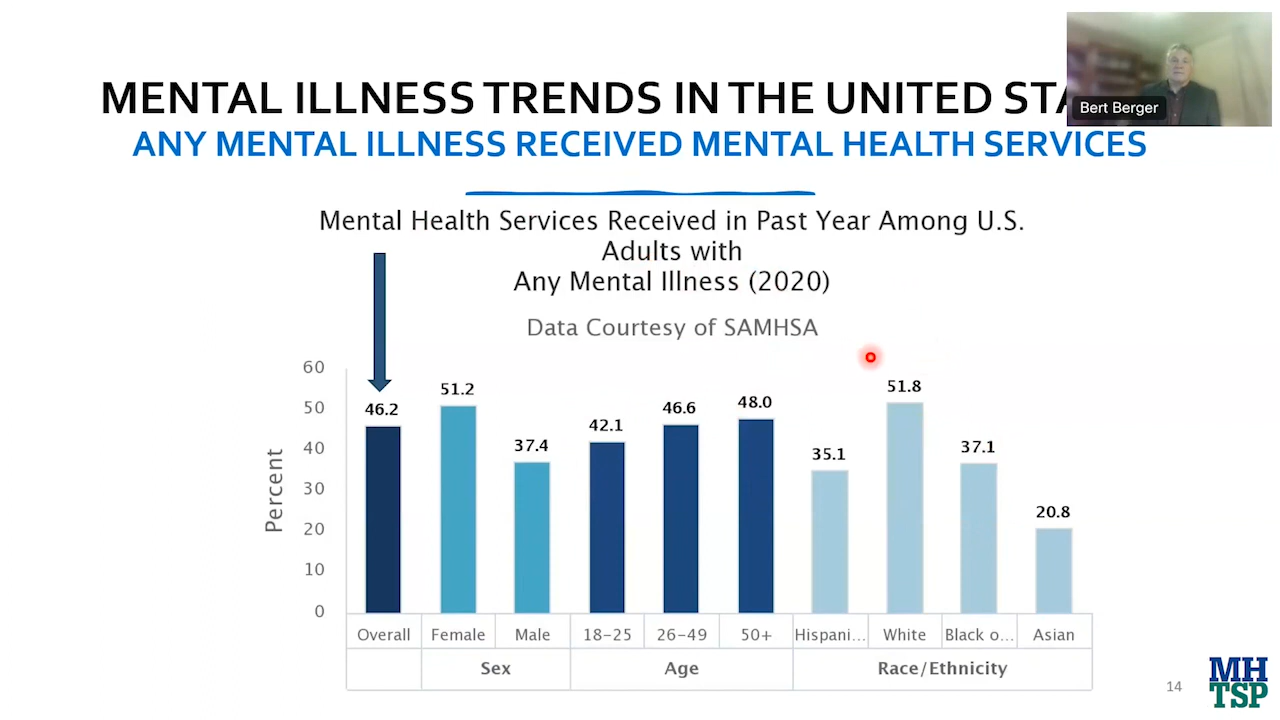 MENTAL ILLNESS TRENDS IN THE UNITED STA
Bert Berger
ANY MENTAL ILLNESS RECEIVED MENTAL HEALTH SERVICES
Mental Health Services Received in Past Year Among U.S.
Adults with
Any Mental Illness (2020)
Data Courtesy of SAMHSA
Percent
60
50
40
30
20
10
0
46.2
51.2
37.4
42.1
46.6
48.0
35.1
51.8
37.1
20.8
Overall Female Male 18–25 26–49 50+ Hispani... White Black o... Asian
Sex Age Race/Ethnicity
14
MH
TSP